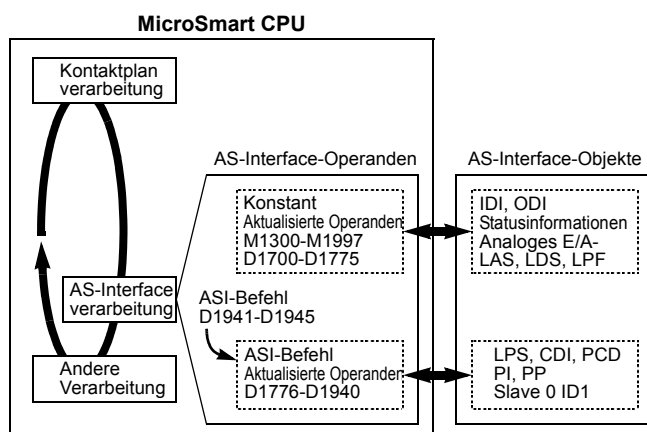 MicroSmart CPU
Kontaktplan
verarbeitung
AS-Interface-Operanden
AS-Interface-Objekte
Konstant
Aktualisierte Operanden
M1300-M1997
D1700-D1775
IDI, ODI
Statusinformationen
Analoges E/A-
LAS, LDS, LPF
AS-Interface
verarbeitung
ASI-Befehl
D1941-D1945
Andere
Verarbeitung
ASI-Befehl
Aktualisierte Operanden
D1776-D1940
LPS, CDI, PCD
PI, PP
Slave 0 ID1